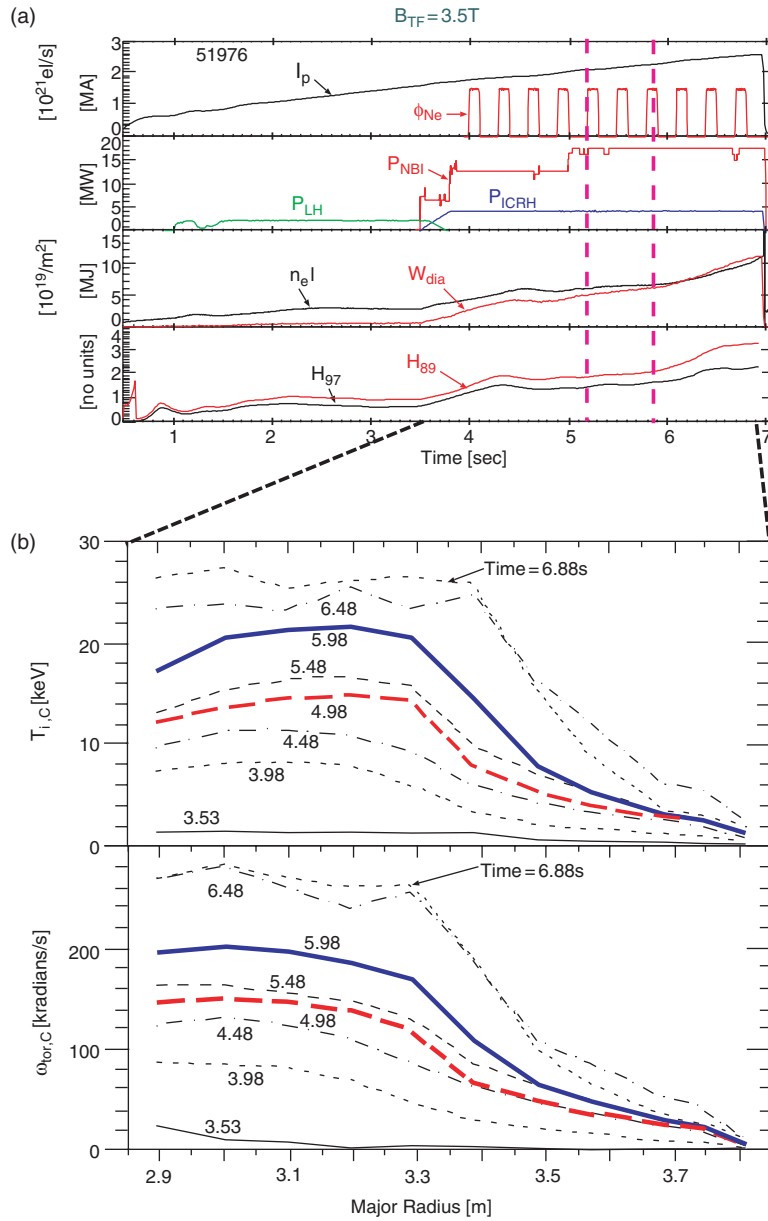 (a)
B_TF = 3.5T
[10^21 el/s]
[MA]
3
2
1
0
51976
I_p
ϕ_Ne
[MW]
20
15
10
5
0
P_NBI
P_LH
P_ICRH
[10^19/m^2]
[MJ]
15
10
5
0
n_e l
W_dia
[no units]
4
3
2
1
0
H_97
H_89
1 2 3 4 5 6 7
Time [sec]
(b)
T_i,C [keV]
30
20
10
0
Time = 6.88s
6.48
5.98
5.48
4.98
4.48
3.98
3.53
ω_tor,C [kradians/s]
200
100
0
Time = 6.88s
6.48
5.98
5.48
4.98
4.48
3.98
3.53
2.9 3.1 3.3 3.5 3.7
Major Radius [m]